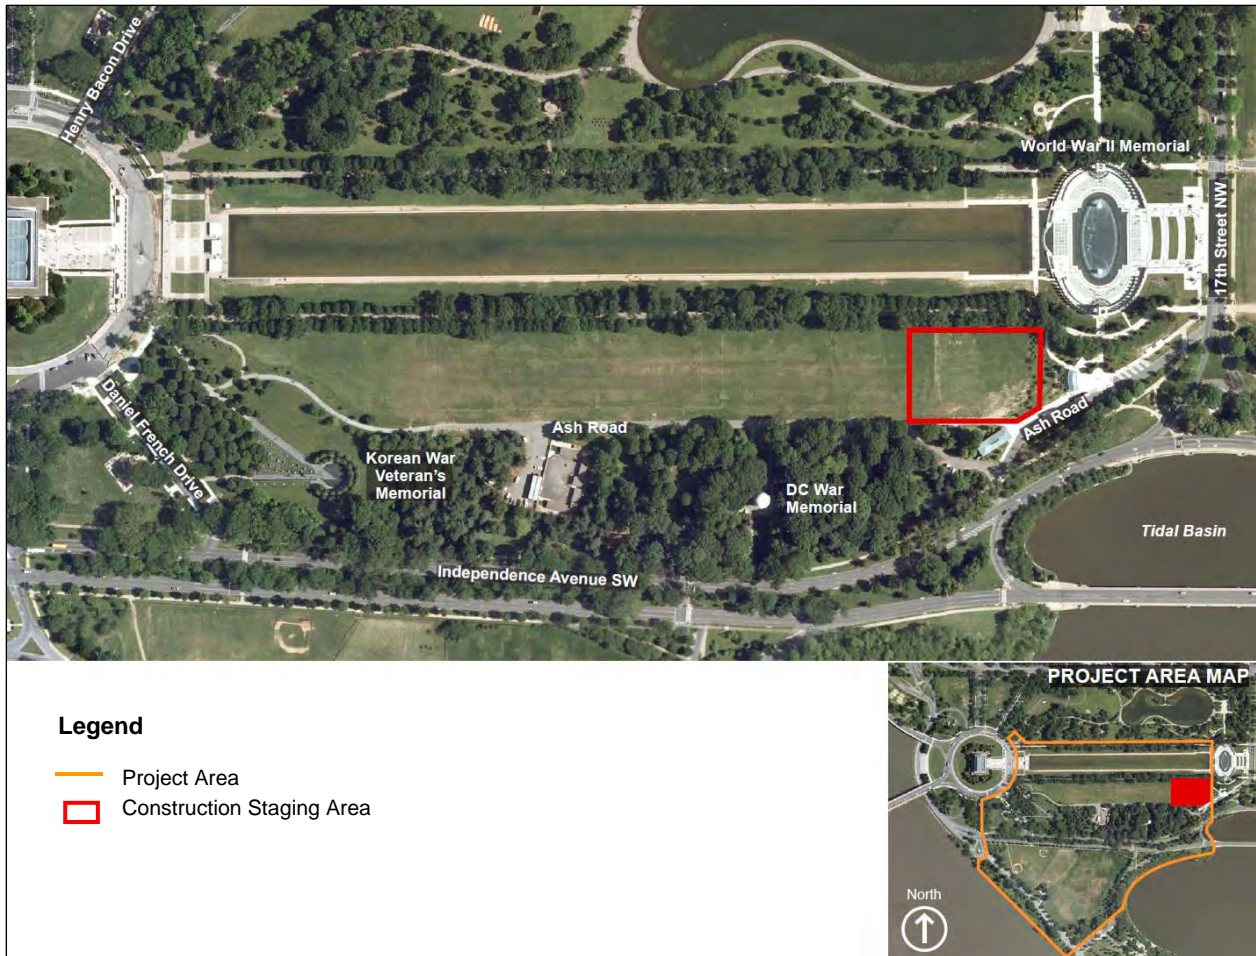 Henry Bacon Drive
World War II Memorial
17th Street NW
Daniel French Drive
Korean War
Veteran's
Memorial
Ash Road
DC War
Memorial
Ash Road
Tidal Basin
Independence Avenue SW
Legend
Project Area
Construction Staging Area
PROJECT AREA MAP
North